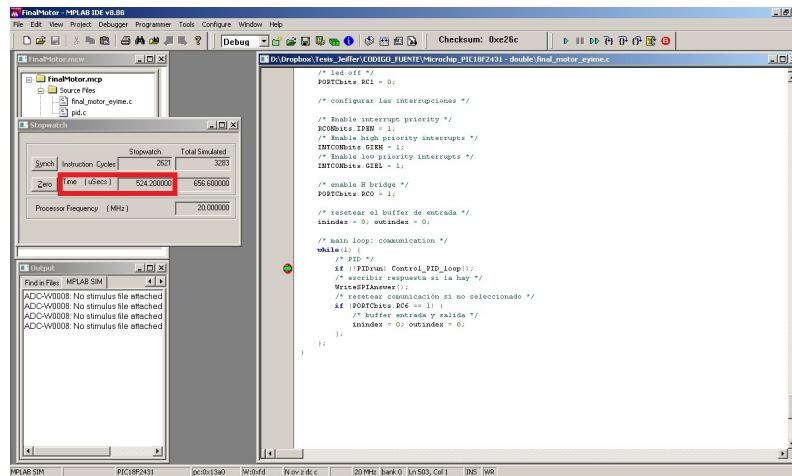 FinalMotor - MPLAB IDE v8.88
File Edit View Project Debugger Programmer Tools Configure Window Help
Debug
Checksum: 0xe26c
FinalMotor.mcw
FinalMotor.mcp
Source Files
final_motor_eyime.c
pid.c
Stopwatch
Stopwatch Total Simulated
Synch Instruction Cycles 2621 3283
Zero Time (uSecs) 524.200000 656.600000
Processor Frequency (MHz) 20.000000
Output
Find in Files MPLAB SIM
ADC-W0008: No stimulus file attached
ADC-W0008: No stimulus file attached
ADC-W0008: No stimulus file attached
ADC-W0008: No stimulus file attached
D:\Dropbox\Tesis_Jeiffer\CODIGO_FUENTE\Microchip_PIC18F2431 - double\final_motor_eyime.c
/* led off */
PORTCbits.RC1 = 0;
/* configurar las interrupciones */
/* Enable interrupt priority */
RCONbits.IPEN = 1;
/* Enable high priority interrupts */
INTCONbits.GIEH = 1;
/* Enable low priority interrupts */
INTCONbits.GIEL = 1;
/* enable H bridge */
PORTCbits.RC0 = 1;
/* resetear el buffer de entrada */
inindex = 0; outindex = 0;
/* main loop: communication */
while(1) {
/* PID */
if (!PIDrun) Control_PID_loop();
/* escribir respuesta si la hay */
WriteSPIAnswer();
/* resetear comunicación si no seleccionado */
if (PORTCbits.RC6 == 1) {
/* buffer entrada y salida */
inindex = 0; outindex = 0;
};
};
}
MPLAB SIM PIC18F2431 pc:0x13a0 W:0xfd N ov z dc c 20 MHz bank 0 Ln 503, Col 1 INS WR